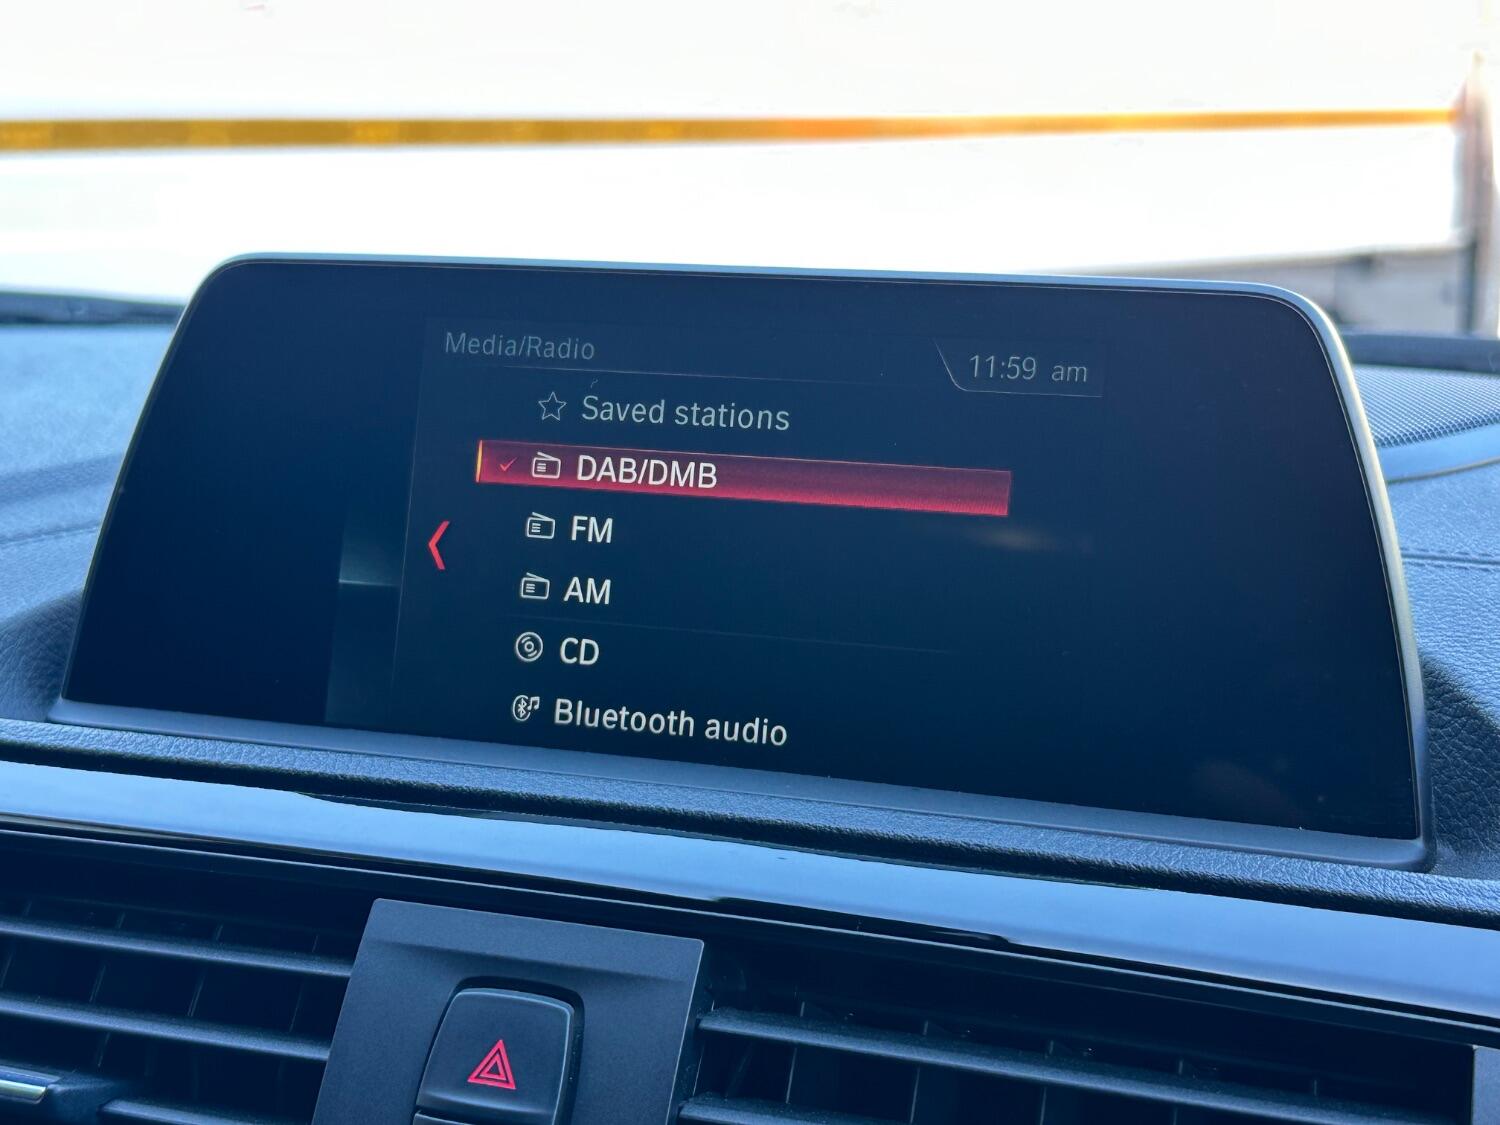 Media/Radio
11:59 am
Saved stations
DAB/DMB
FM
AM
CD
Bluetooth audio